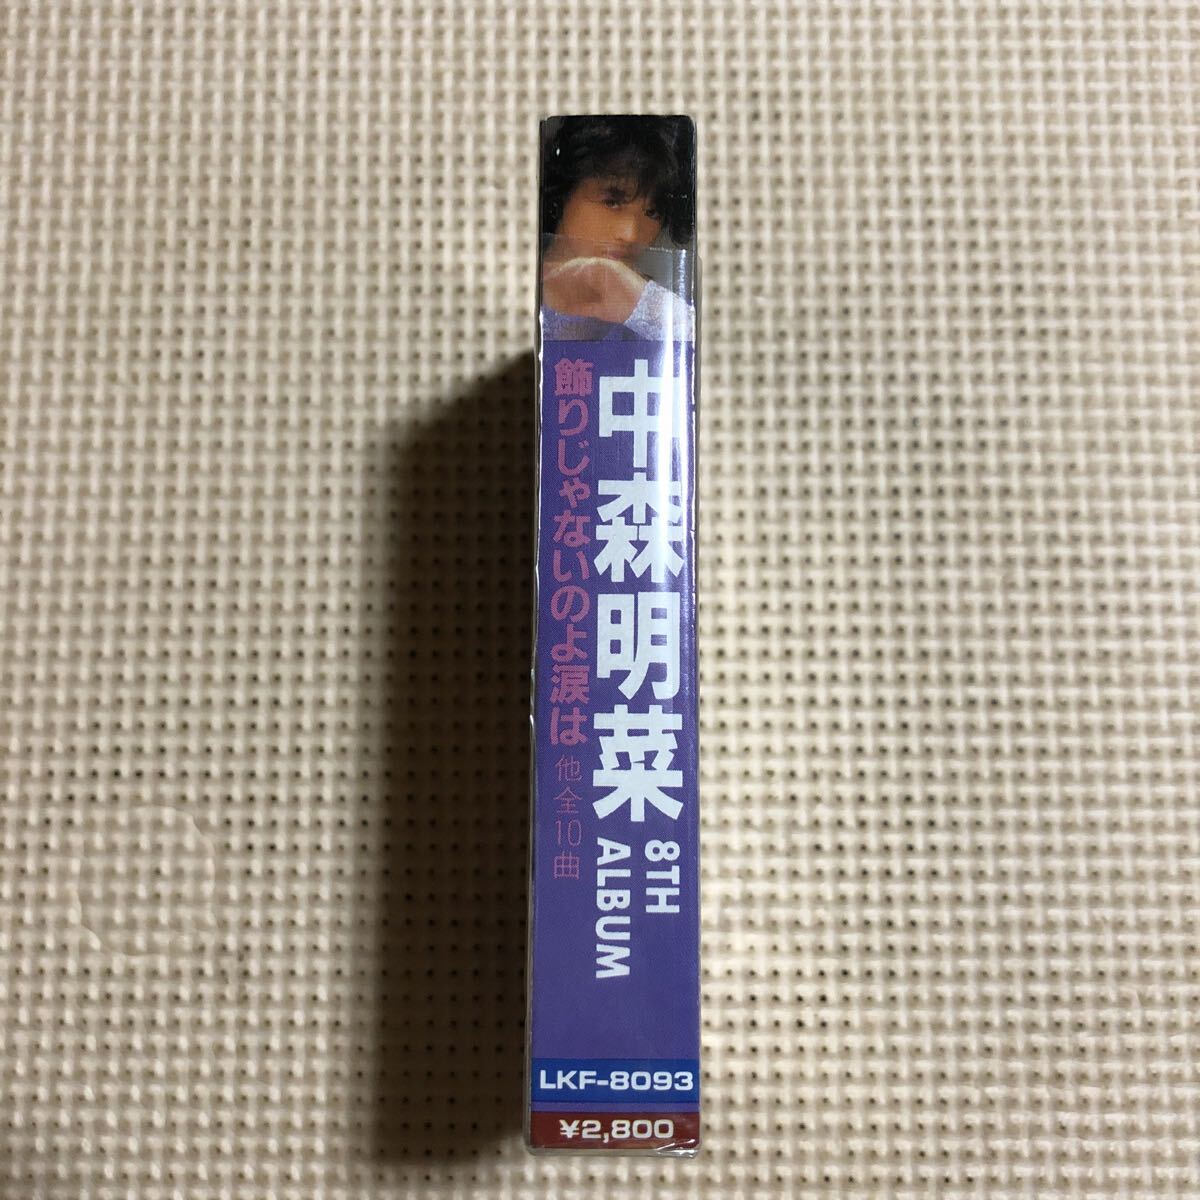 中森明菜
8TH
ALBUM
飾りじゃないのよ涙は 他全10曲
LKF-8093
¥2,800